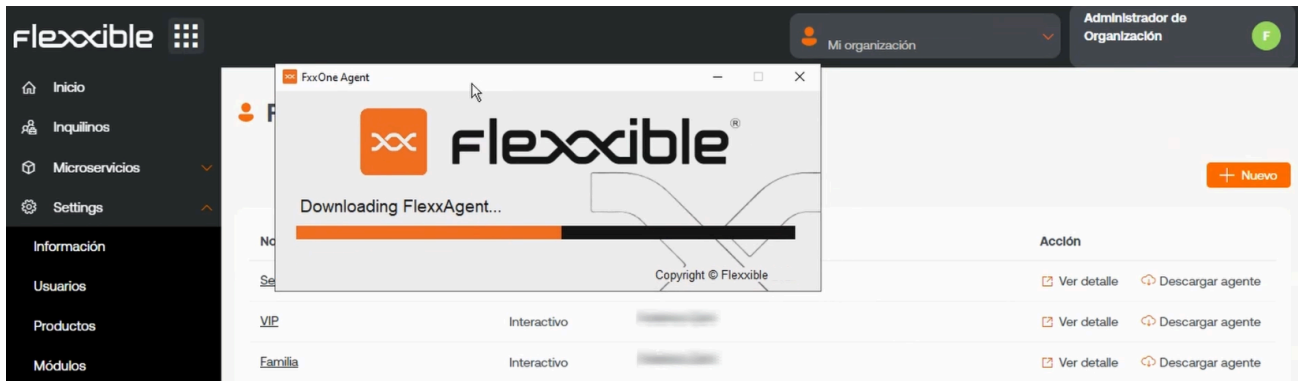 Flexxible
Mi organización
Administrador de
Organización
F
Inicio
Inquilinos
Microservicios
Settings
Información
Usuarios
Productos
Módulos
FxxOne Agent
Flexxible®
Downloading FlexxAgent...
Copyright © Flexxible
+ Nuevo
Acción
Ver detalle Descargar agente
VIP Interactivo Ver detalle Descargar agente
Familia Interactivo Ver detalle Descargar agente